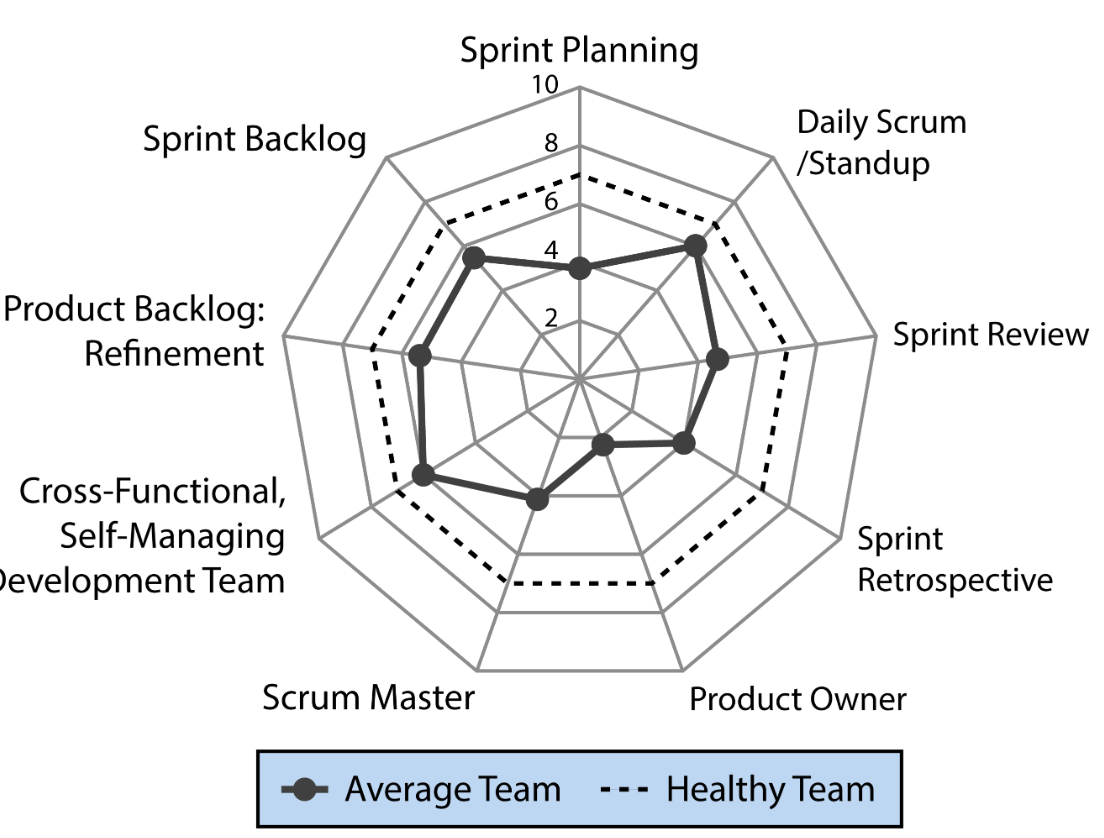 Sprint Planning
10
8
6
4
2
Daily Scrum
/Standup
Sprint Review
Sprint
Retrospective
Product Owner
Scrum Master
Cross-Functional,
Self-Managing
Development Team
Product Backlog:
Refinement
Sprint Backlog
Average Team
Healthy Team